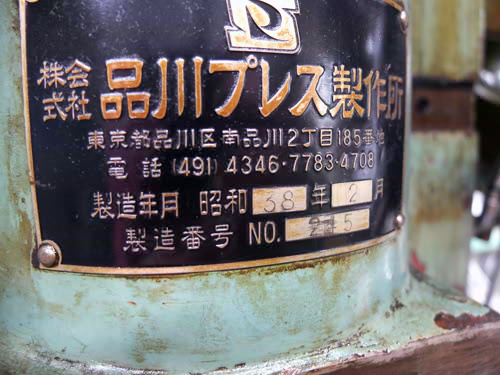 株式会社 品川プレス製作所
東京都品川区南品川2丁目185番地
電話 (491) 4346・7783・4708
製造年月 昭和 38 年 2 月
製造番号 NO. 215